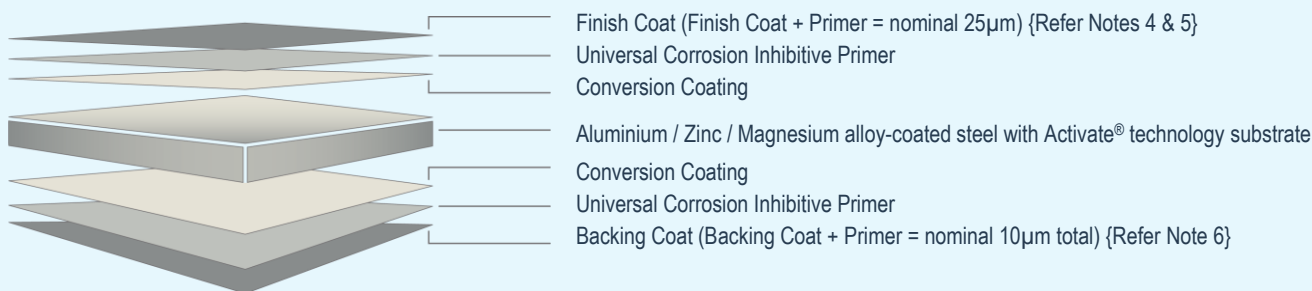 Finish Coat (Finish Coat + Primer = nominal 25µm) {Refer Notes 4 & 5}
Universal Corrosion Inhibitive Primer
Conversion Coating
Aluminium / Zinc / Magnesium alloy-coated steel with Activate® technology substrate
Conversion Coating
Universal Corrosion Inhibitive Primer
Backing Coat (Backing Coat + Primer = nominal 10µm total) {Refer Note 6}